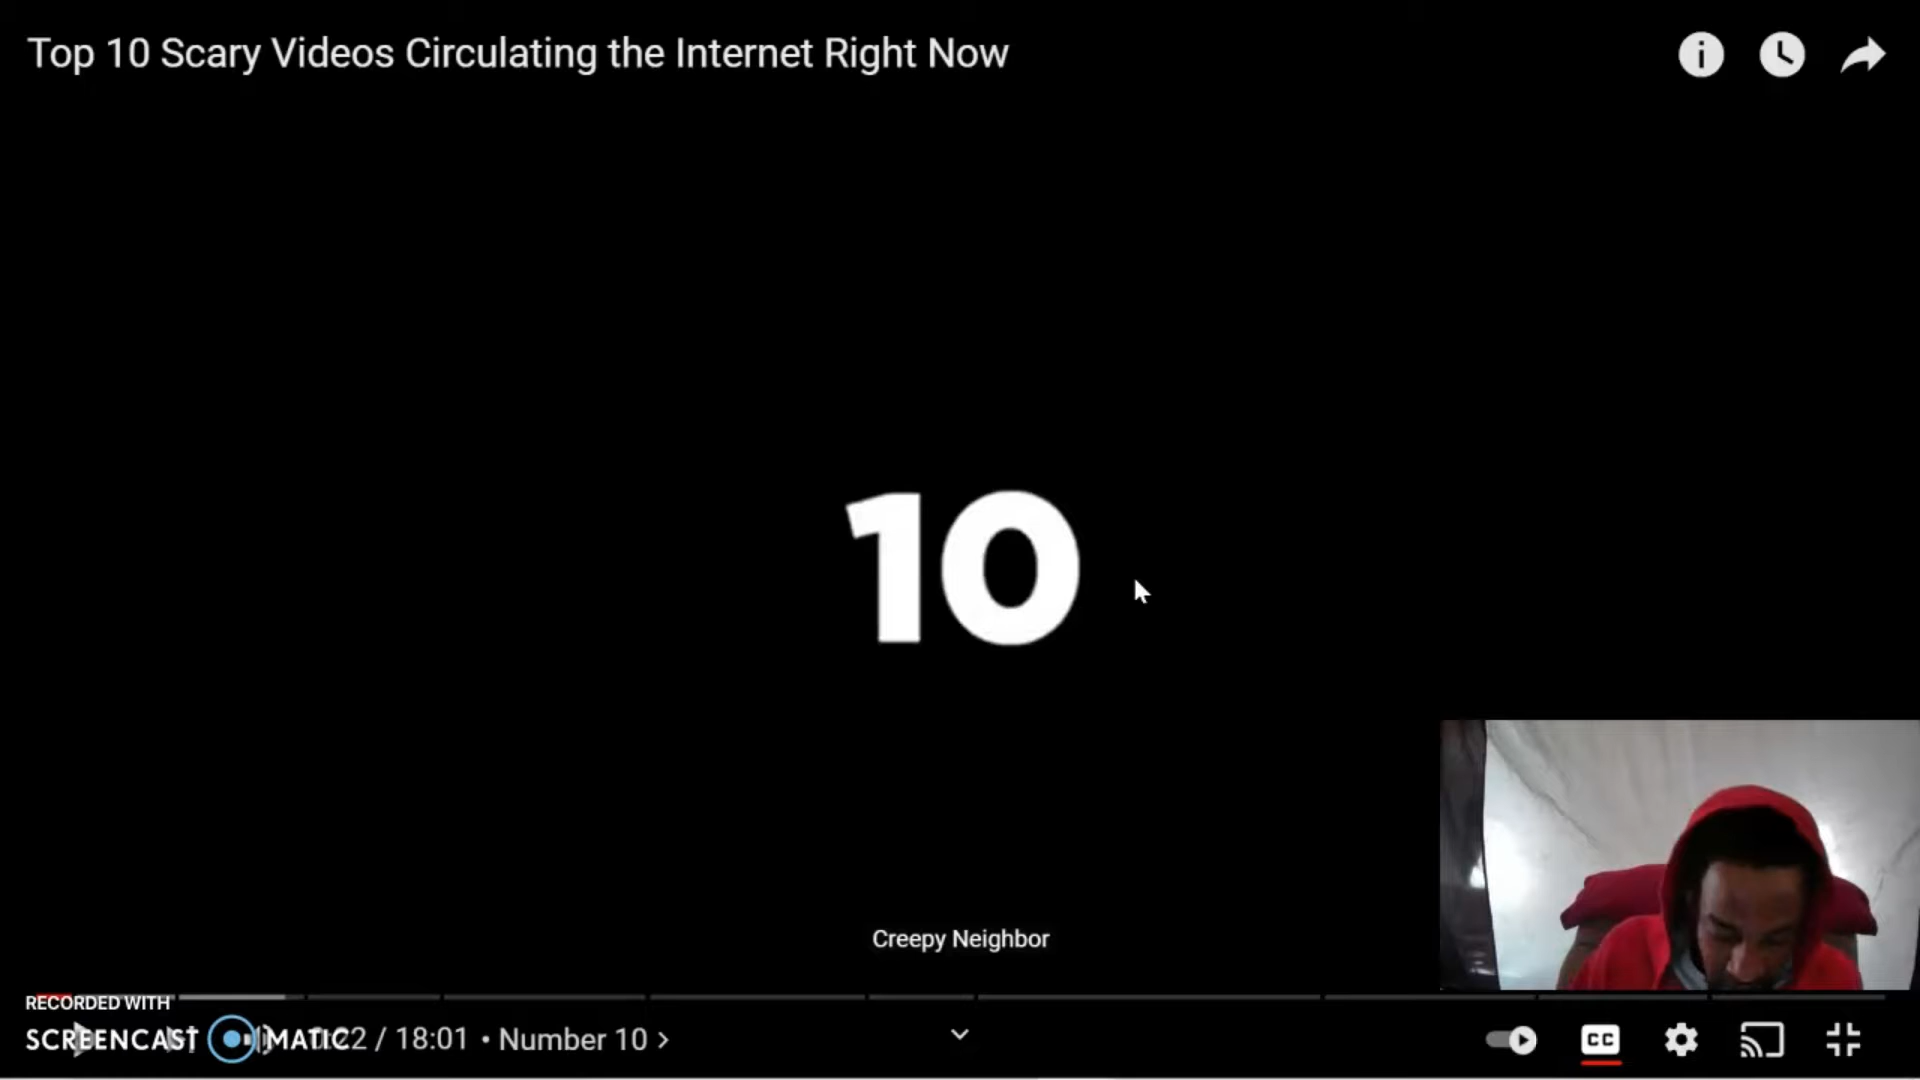 Top 10 Scary Videos Circulating the Internet Right Now
10
Creepy Neighbor
RECORDED WITH
SCREENCAST MATIC
/ 18:01 • Number 10 >
CC